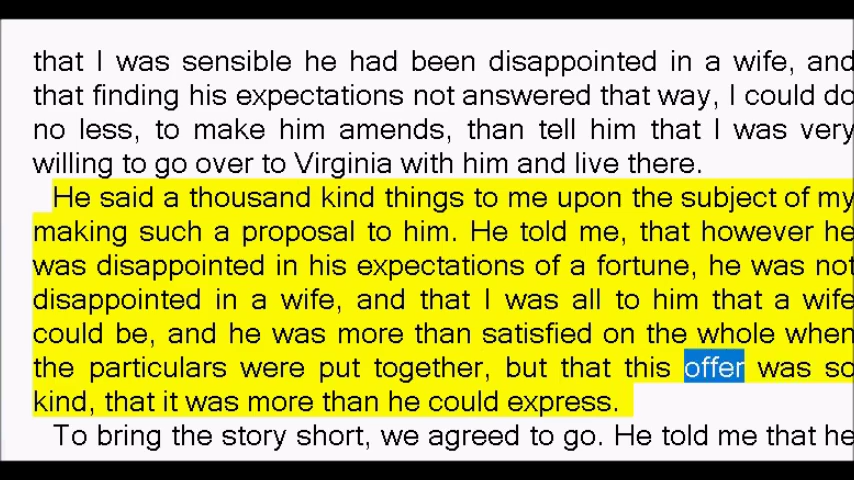 that I was sensible he had been disappointed in a wife, and
that finding his expectations not answered that way, I could do
no less, to make him amends, than tell him that I was very
willing to go over to Virginia with him and live there.
He said a thousand kind things to me upon the subject of my
making such a proposal to him. He told me, that however he
was disappointed in his expectations of a fortune, he was not
disappointed in a wife, and that I was all to him that a wife
could be, and he was more than satisfied on the whole when
the particulars were put together, but that this offer was so
kind, that it was more than he could express.
To bring the story short, we agreed to go. He told me that he